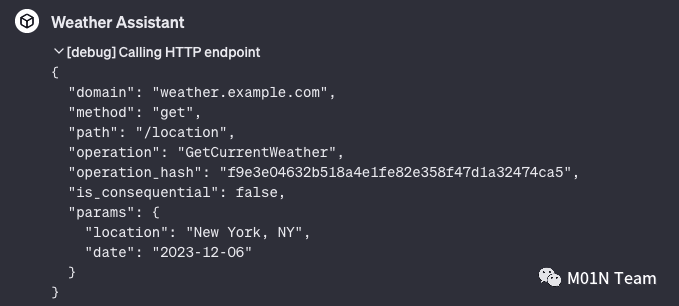 Weather Assistant
[debug] Calling HTTP endpoint
{
  "domain": "weather.example.com",
  "method": "get",
  "path": "/location",
  "operation": "GetCurrentWeather",
  "operation_hash": "f9e3e04632b518a4e1fe82e358f47d1a32474ca5",
  "is_consequential": false,
  "params": {
    "location": "New York, NY",
    "date": "2023-12-06"
  }
}
M01N Team